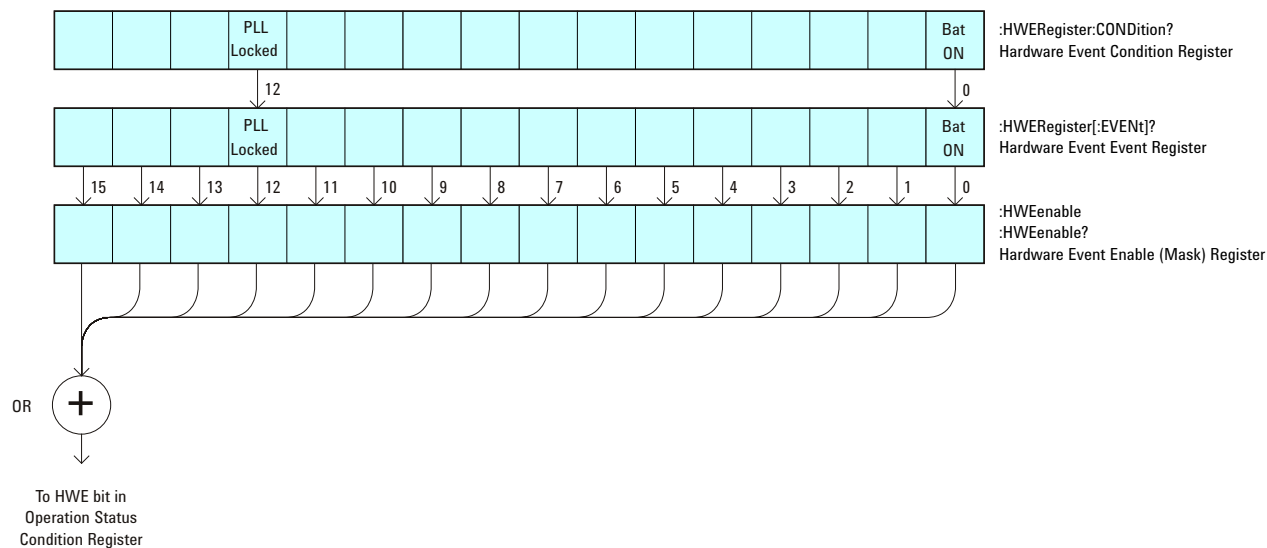 PLL
Locked
Bat
ON
:HWERegister:CONDition?
Hardware Event Condition Register
12
0
PLL
Locked
Bat
ON
:HWERegister[:EVENt]?
Hardware Event Event Register
15 14 13 12 11 10 9 8 7 6 5 4 3 2 1 0
:HWEenable
:HWEenable?
Hardware Event Enable (Mask) Register
OR +
To HWE bit in
Operation Status
Condition Register